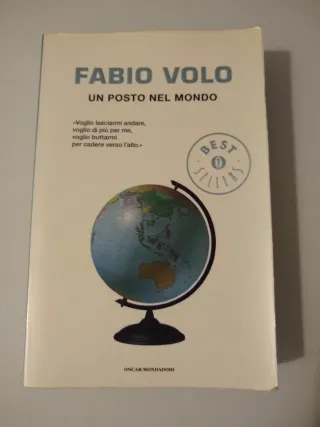 FABIO VOLO
UN POSTO NEL MONDO
«Voglio lasciarmi andare,
voglio di più per me,
voglio buttarmi
per cadere verso l'alto.»
BEST
SELLERS
OSCAR MONDADORI